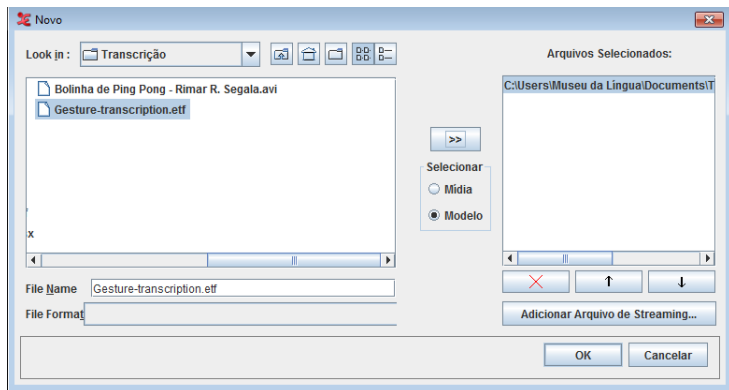 Novo
Look in :
Transcrição
Arquivos Selecionados:
Bolinha de Ping Pong - Rimar R. Segala.avi
Gesture-transcription.etf
x
C:\Users\Museu da Língua\Documents\T
>>
Selecionar
Mídia
Modelo
File Name
Gesture-transcription.etf
File Format
Adicionar Arquivo de Streaming...
OK
Cancelar